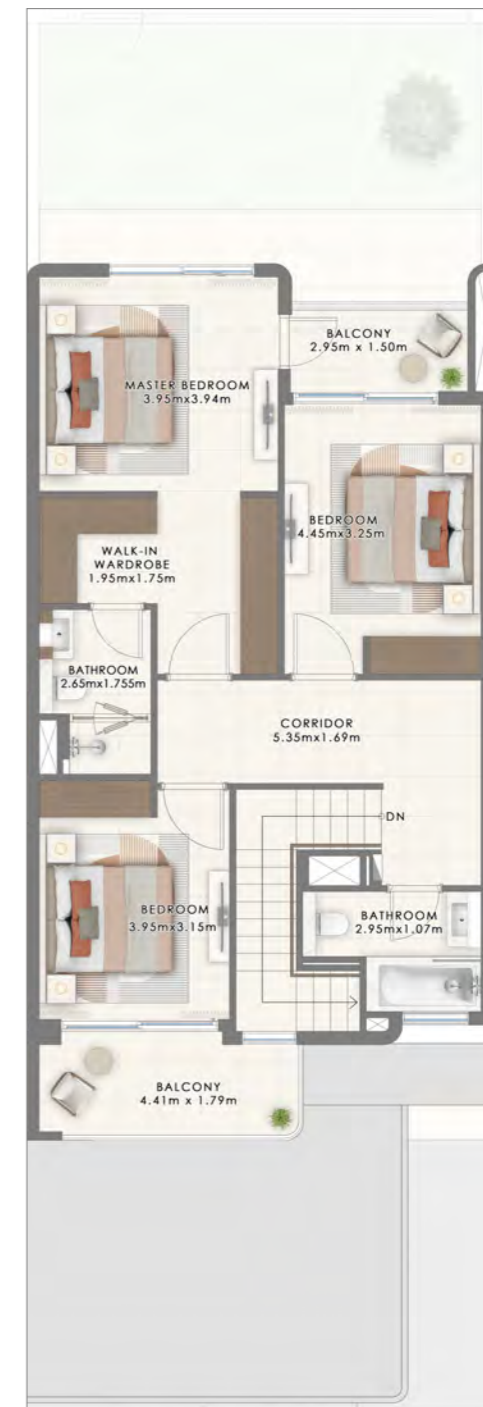 BALCONY
2.95m x 1.50m
MASTER BEDROOM
3.95mx3.94m
BEDROOM
4.45mx3.25m
WALK-IN
WARDROBE
1.95mx1.75m
BATHROOM
2.65mx1.755m
CORRIDOR
5.35mx1.69m
DN
BEDROOM
3.95mx3.15m
BATHROOM
2.95mx1.07m
BALCONY
4.41m x 1.79m